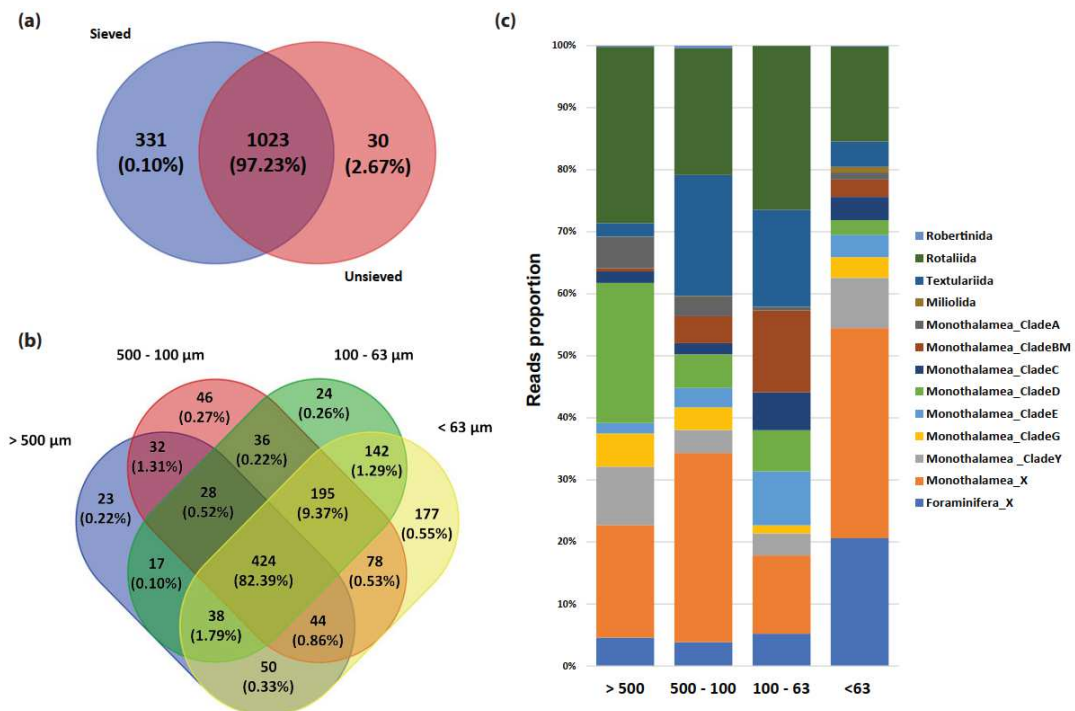 (a)
Sieved
331
(0.10%)
1023
(97.23%)
30
(2.67%)
Unsieved
(b)
500 - 100 µm
100 - 63 µm
> 500 µm
< 63 µm
46
(0.27%)
24
(0.26%)
32
(1.31%)
36
(0.22%)
142
(1.29%)
23
(0.22%)
28
(0.52%)
195
(9.37%)
177
(0.55%)
17
(0.10%)
424
(82.39%)
78
(0.53%)
38
(1.79%)
44
(0.86%)
50
(0.33%)
(c)
Reads proportion
100%
90%
80%
70%
60%
50%
40%
30%
20%
10%
0%
> 500
500 - 100
100 - 63
<63
Robertinida
Rotaliida
Textulariida
Miliolida
Monothalamea_CladeA
Monothalamea_CladeBM
Monothalamea_CladeC
Monothalamea_CladeD
Monothalamea_CladeE
Monothalamea_CladeG
Monothalamea _CladeY
Monothalamea_X
Foraminifera_X